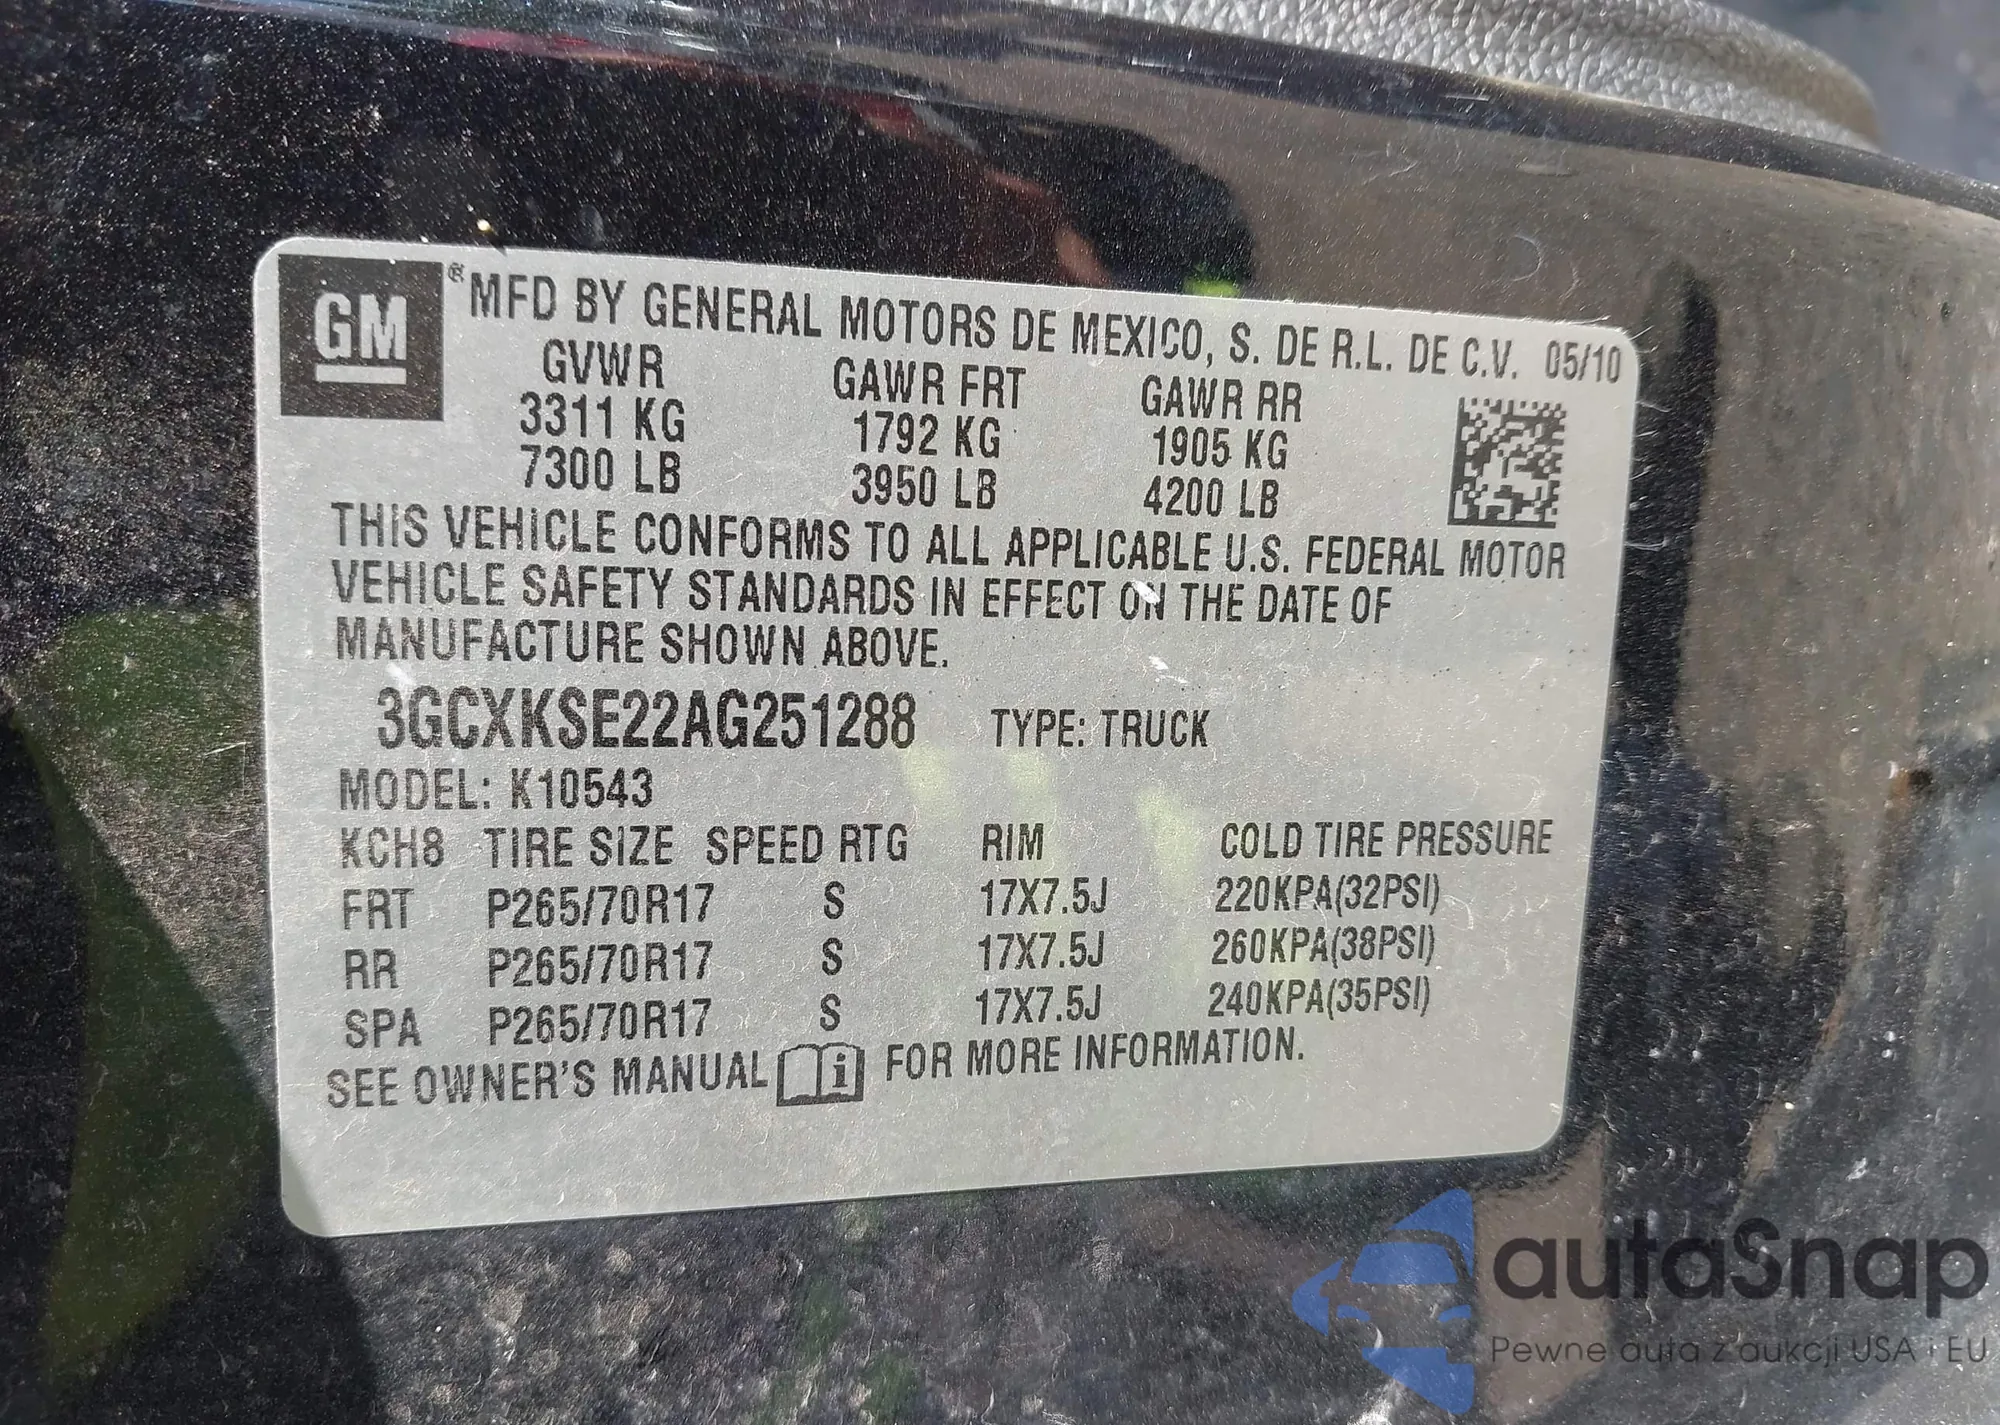 GM ® MFD BY GENERAL MOTORS DE MEXICO, S. DE R.L. DE C.V. 05/10
GVWR GAWR FRT GAWR RR
3311 KG 1792 KG 1905 KG
7300 LB 3950 LB 4200 LB
THIS VEHICLE CONFORMS TO ALL APPLICABLE U.S. FEDERAL MOTOR
VEHICLE SAFETY STANDARDS IN EFFECT ON THE DATE OF
MANUFACTURE SHOWN ABOVE.
3GCXKSE22AG251288 TYPE: TRUCK
MODEL: K10543
KCH8 TIRE SIZE SPEED RTG RIM COLD TIRE PRESSURE
FRT P265/70R17 S 17X7.5J 220KPA(32PSI)
RR P265/70R17 S 17X7.5J 260KPA(38PSI)
SPA P265/70R17 S 17X7.5J 240KPA(35PSI)
SEE OWNER'S MANUAL i FOR MORE INFORMATION.
autaSnap
Pewne auta z aukcji USA i EU